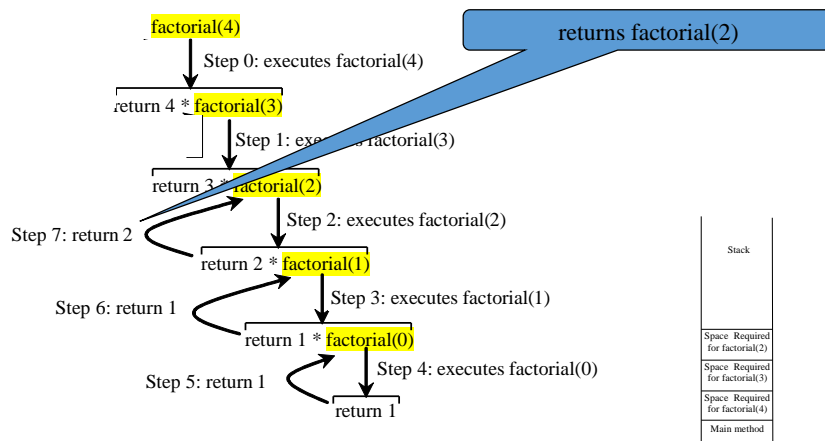 factorial(4)
returns factorial(2)
Step 0: executes factorial(4)
return 4 * factorial(3)
Step 1: executes factorial(3)
return 3 * factorial(2)
Step 7: return 2
Step 2: executes factorial(2)
return 2 * factorial(1)
Step 6: return 1
Step 3: executes factorial(1)
return 1 * factorial(0)
Step 5: return 1
Step 4: executes factorial(0)
return 1
Stack
Space Required
for factorial(2)
Space Required
for factorial(3)
Space Required
for factorial(4)
Main method